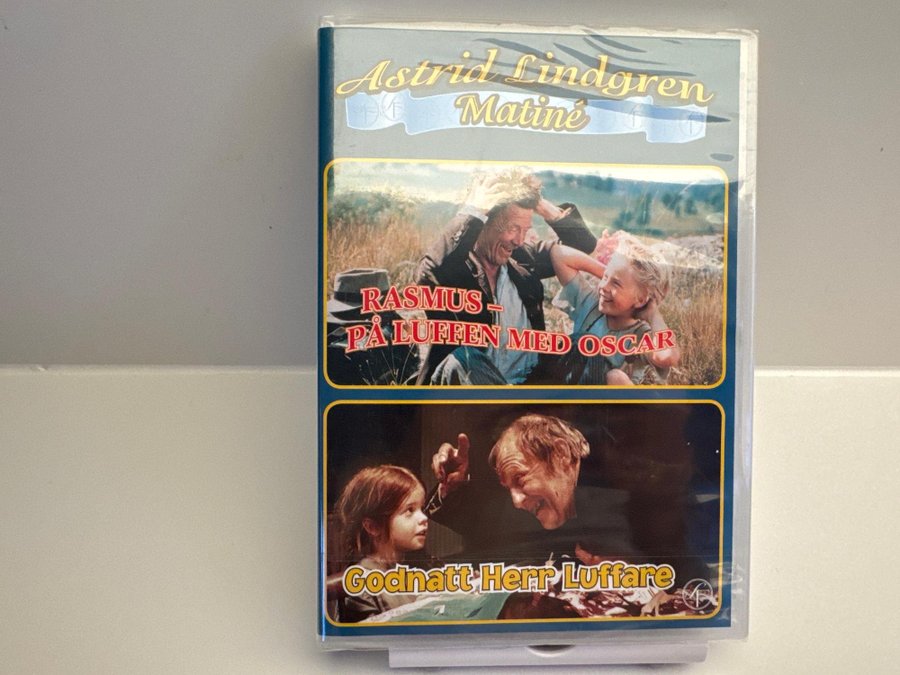 Astrid Lindgren
Matiné
RASMUS –
PÅ LUFFEN MED OSCAR
Godnatt Herr Luffare